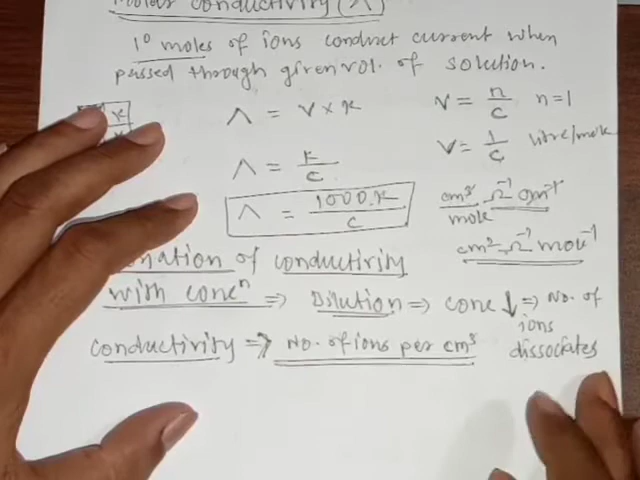 Molar conductivity (Λ)
1⁰ moles of ions conduct current when
passed through given vol. of solution.
Λ = V × κ
V = n/c n=1
V = 1/c litre/mole
Λ = κ/c
Λ = 1000.κ/c
cm³/mole Ω⁻¹ cm⁻¹
cm² Ω⁻¹ mole⁻¹
of conductivity
with concⁿ ⇒ Dilution ⇒ conc ↓ ⇒ No. of
ions
dissociates
conductivity ⇒ No. of ions per cm³